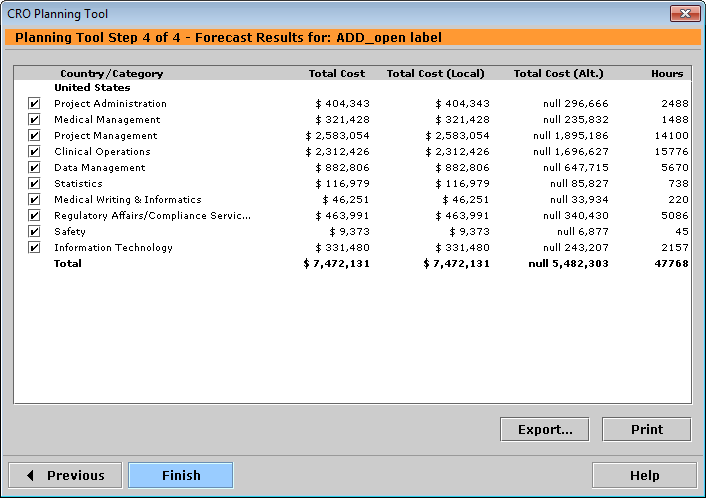 CRO Planning Tool
Planning Tool Step 4 of 4 - Forecast Results for: ADD_open label
Country/Category Total Cost Total Cost (Local) Total Cost (Alt.) Hours
United States
Project Administration $ 404,343 $ 404,343 null 296,666 2488
Medical Management $ 321,428 $ 321,428 null 235,832 1488
Project Management $ 2,583,054 $ 2,583,054 null 1,895,186 14100
Clinical Operations $ 2,312,426 $ 2,312,426 null 1,696,627 15776
Data Management $ 882,806 $ 882,806 null 647,715 5670
Statistics $ 116,979 $ 116,979 null 85,827 738
Medical Writing & Informatics $ 46,251 $ 46,251 null 33,934 220
Regulatory Affairs/Compliance Servic... $ 463,991 $ 463,991 null 340,430 5086
Safety $ 9,373 $ 9,373 null 6,877 45
Information Technology $ 331,480 $ 331,480 null 243,207 2157
Total $ 7,472,131 $ 7,472,131 null 5,482,303 47768
Export... Print
Previous Finish Help